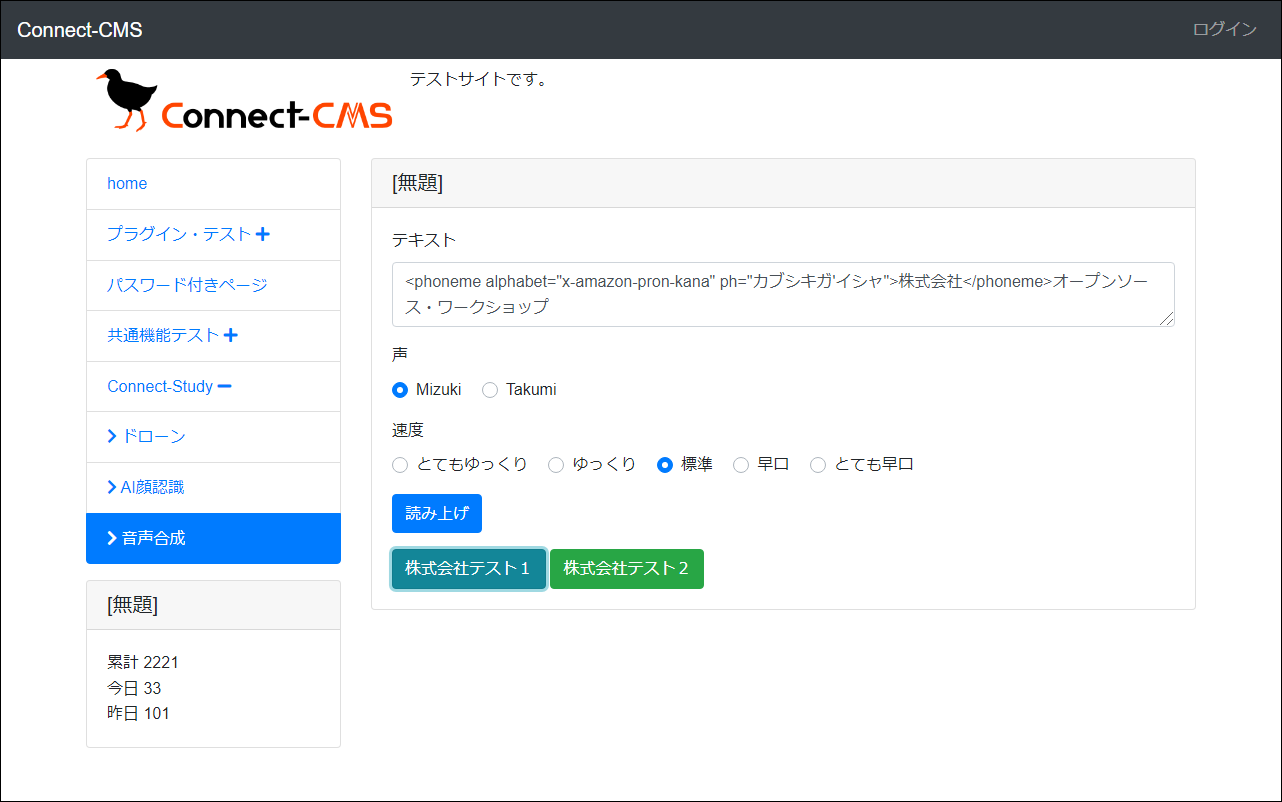 Connect-CMS
ログイン
Connect-CMS
テストサイトです。
home
プラグイン・テスト
パスワード付きページ
共通機能テスト
Connect-Study
ドローン
AI顔認識
音声合成
[無題]
累計 2221
今日 33
昨日 101
[無題]
テキスト
<phoneme alphabet="x-amazon-pron-kana" ph="カブシキガ'イシャ">株式会社</phoneme>オープンソー
ス・ワークショップ
声
Mizuki Takumi
速度
とてもゆっくり ゆっくり 標準 早口 とても早口
読み上げ
株式会社テスト１ 株式会社テスト２